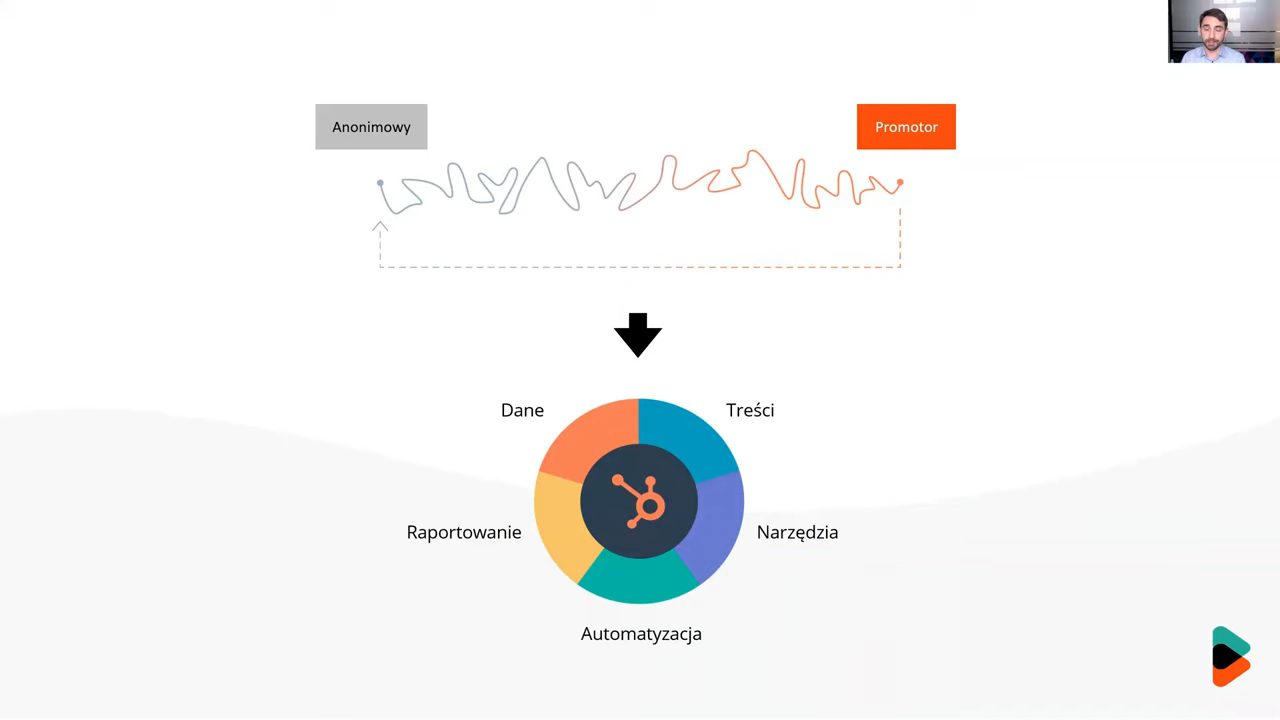 Anonimowy
Promotor
Dane
Treści
Raportowanie
Narzędzia
Automatyzacja